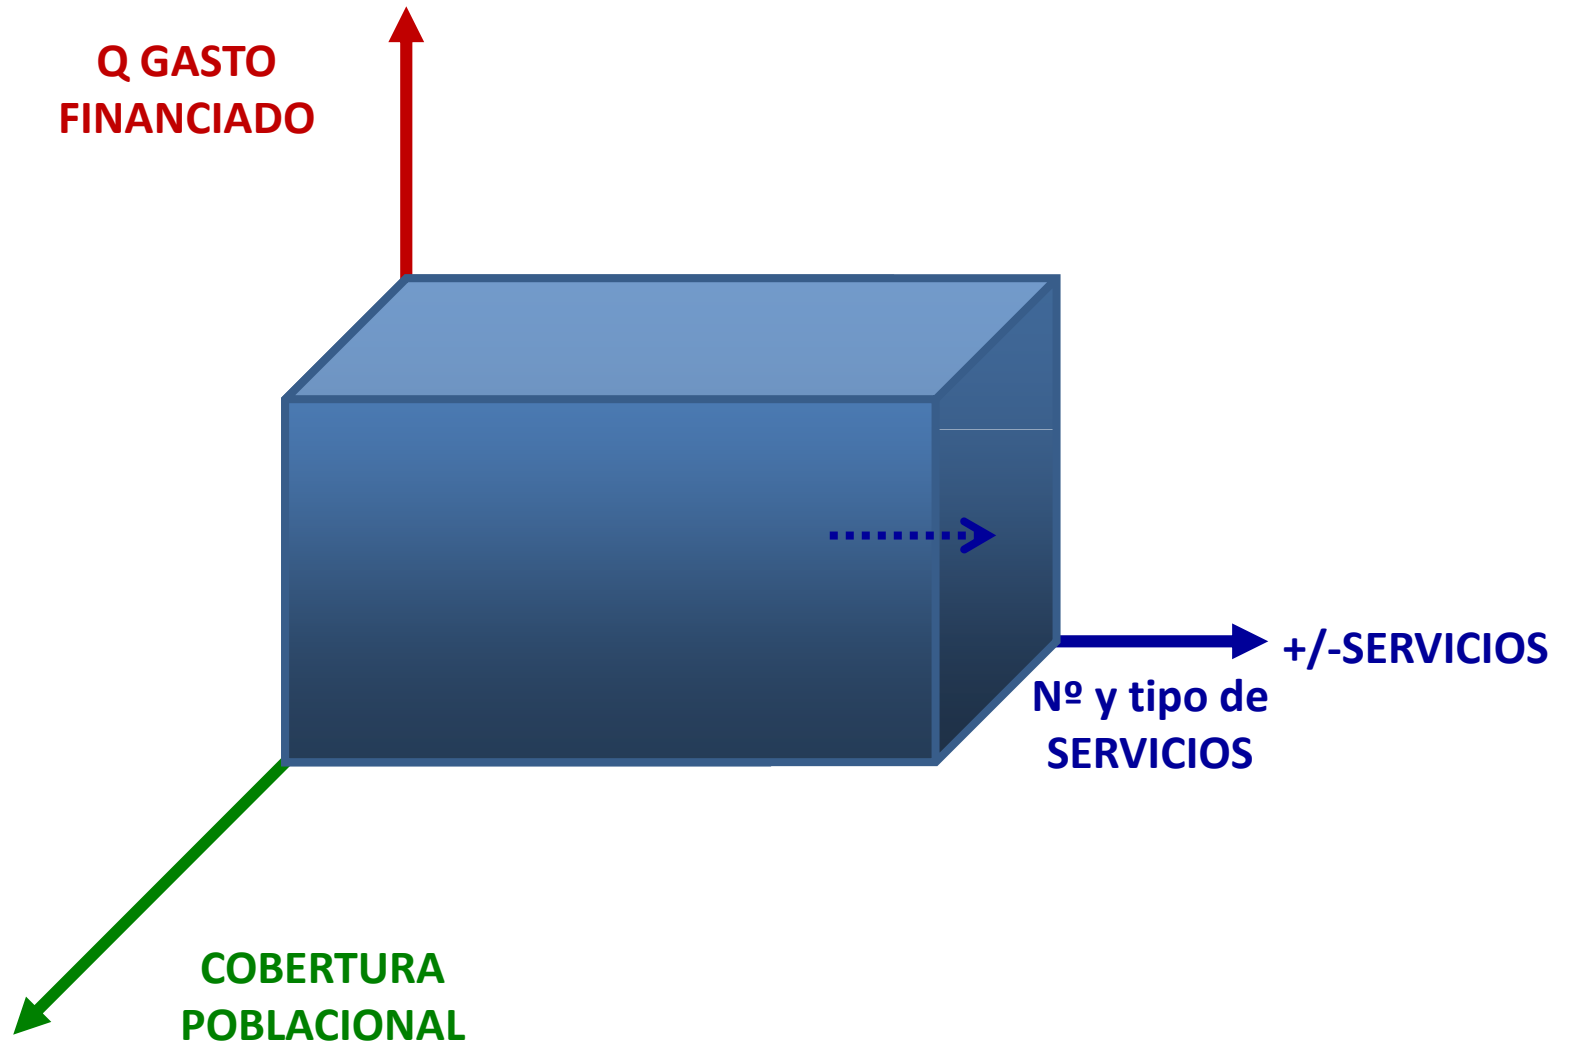 Q GASTO
FINANCIADO
+/-SERVICIOS
Nº y tipo de
SERVICIOS
COBERTURA
POBLACIONAL